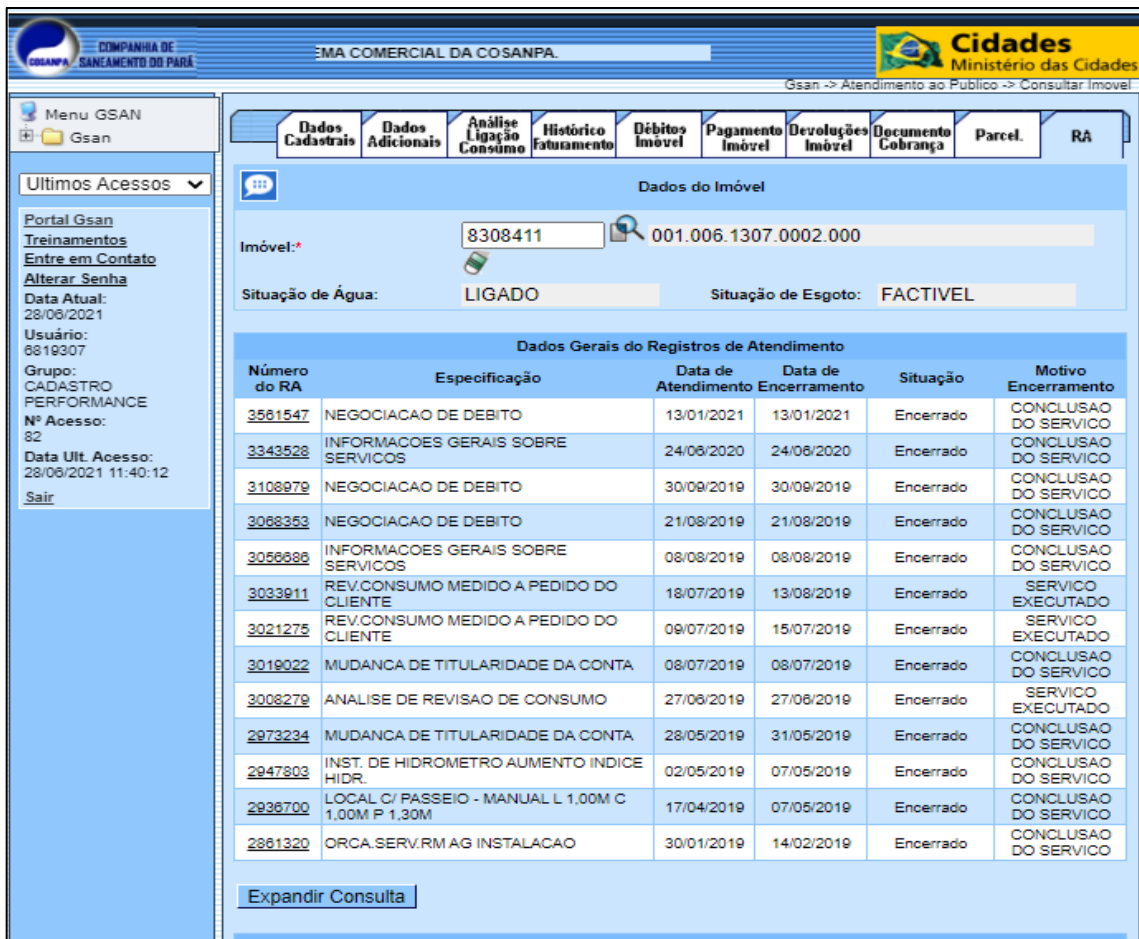 COMPANHIA DE
SANEAMENTO DO PARÁ
COSANPA
EMA COMERCIAL DA COSANPA.
Cidades
Ministério das Cidades
Gsan -> Atendimento ao Publico -> Consultar Imovel
Menu GSAN
Gsan
Ultimos Acessos
Portal Gsan
Treinamentos
Entre em Contato
Alterar Senha
Data Atual:
28/06/2021
Usuário:
6819307
Grupo:
CADASTRO
PERFORMANCE
Nº Acesso:
82
Data Ult. Acesso:
28/06/2021 11:40:12
Sair
Dados Cadastrais Dados Adicionais Análise Ligação Consumo Histórico Faturamento Débitos Imóvel Pagamento Imóvel Devoluções Imóvel Documento Cobrança Parcel. RA
Dados do Imóvel
Imóvel:* 8308411 001.006.1307.0002.000
Situação de Água: LIGADO Situação de Esgoto: FACTIVEL
Dados Gerais do Registros de Atendimento
Número do RA Especificação Data de Atendimento Data de Encerramento Situação Motivo Encerramento
3561547 NEGOCIACAO DE DEBITO 13/01/2021 13/01/2021 Encerrado CONCLUSAO DO SERVICO
3343528 INFORMACOES GERAIS SOBRE SERVICOS 24/06/2020 24/06/2020 Encerrado CONCLUSAO DO SERVICO
3108979 NEGOCIACAO DE DEBITO 30/09/2019 30/09/2019 Encerrado CONCLUSAO DO SERVICO
3068353 NEGOCIACAO DE DEBITO 21/08/2019 21/08/2019 Encerrado CONCLUSAO DO SERVICO
3056686 INFORMACOES GERAIS SOBRE SERVICOS 08/08/2019 08/08/2019 Encerrado CONCLUSAO DO SERVICO
3033911 REV.CONSUMO MEDIDO A PEDIDO DO CLIENTE 18/07/2019 13/08/2019 Encerrado SERVICO EXECUTADO
3021275 REV.CONSUMO MEDIDO A PEDIDO DO CLIENTE 09/07/2019 15/07/2019 Encerrado SERVICO EXECUTADO
3019022 MUDANCA DE TITULARIDADE DA CONTA 08/07/2019 08/07/2019 Encerrado CONCLUSAO DO SERVICO
3008279 ANALISE DE REVISAO DE CONSUMO 27/06/2019 27/06/2019 Encerrado SERVICO EXECUTADO
2973234 MUDANCA DE TITULARIDADE DA CONTA 28/05/2019 31/05/2019 Encerrado CONCLUSAO DO SERVICO
2947803 INST. DE HIDROMETRO AUMENTO INDICE HIDR. 02/05/2019 07/05/2019 Encerrado CONCLUSAO DO SERVICO
2936700 LOCAL C/ PASSEIO - MANUAL L 1,00M C 1,00M P 1,30M 17/04/2019 07/05/2019 Encerrado CONCLUSAO DO SERVICO
2861320 ORCA.SERV.RM AG INSTALACAO 30/01/2019 14/02/2019 Encerrado CONCLUSAO DO SERVICO
Expandir Consulta